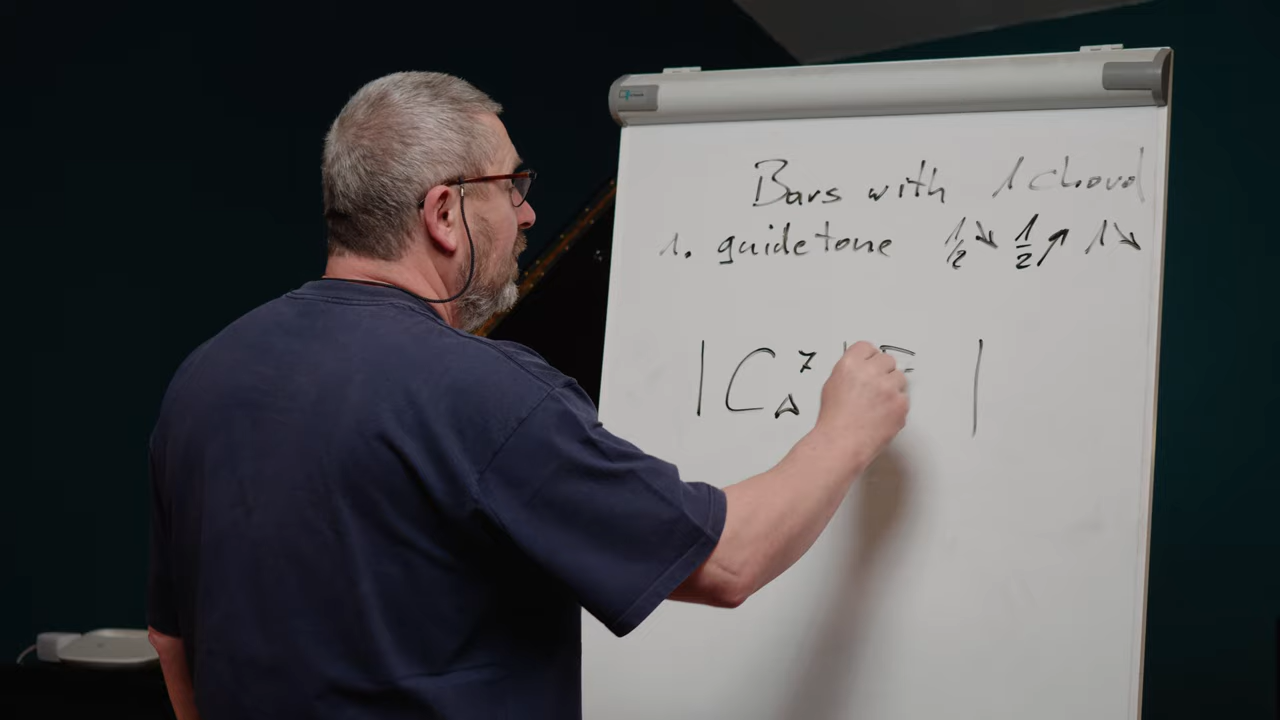 Bars with 1 chord
1. guidetone ½↘ ½↗ 1↘
| C△7 | F |